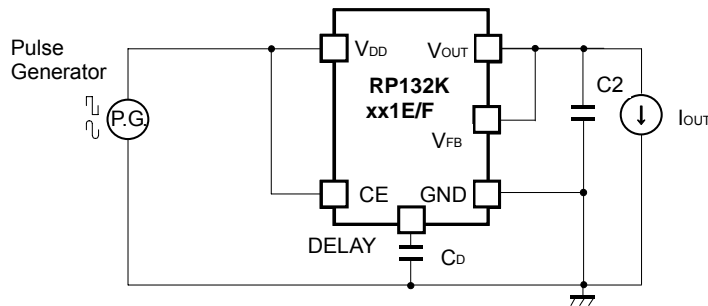 Pulse
Generator
P.G.
VDD
VOUT
RP132K
xx1E/F
VFB
CE
GND
DELAY
CD
C2
IOUT